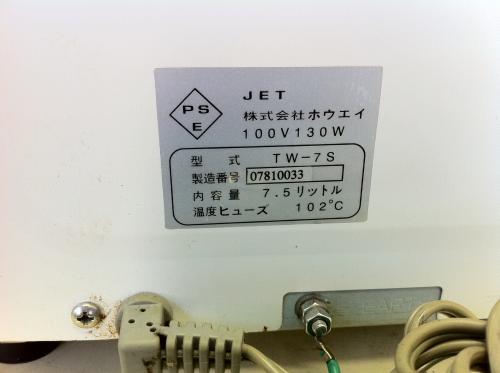 PS
E
JET
株式会社ホウエイ
100V130W
型 式 TW-7S
製造番号 07810033
内容量 7.5リットル
温度ヒューズ 102℃